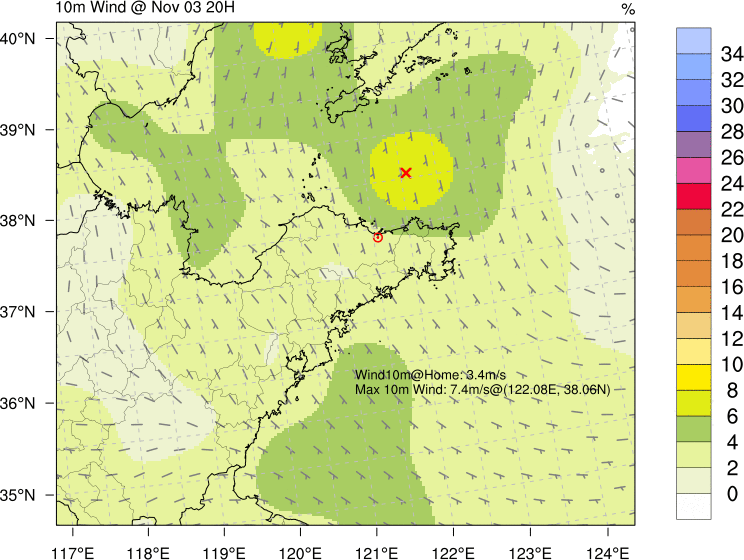 10m Wind @ Nov 03 20H
%
40°N
39°N
38°N
37°N
36°N
35°N
117°E
118°E
119°E
120°E
121°E
122°E
123°E
124°E
Wind10m@Home: 3.4m/s
Max 10m Wind: 7.4m/s@(122.08E, 38.06N)
34
32
30
28
26
24
22
20
18
16
14
12
10
8
6
4
2
0